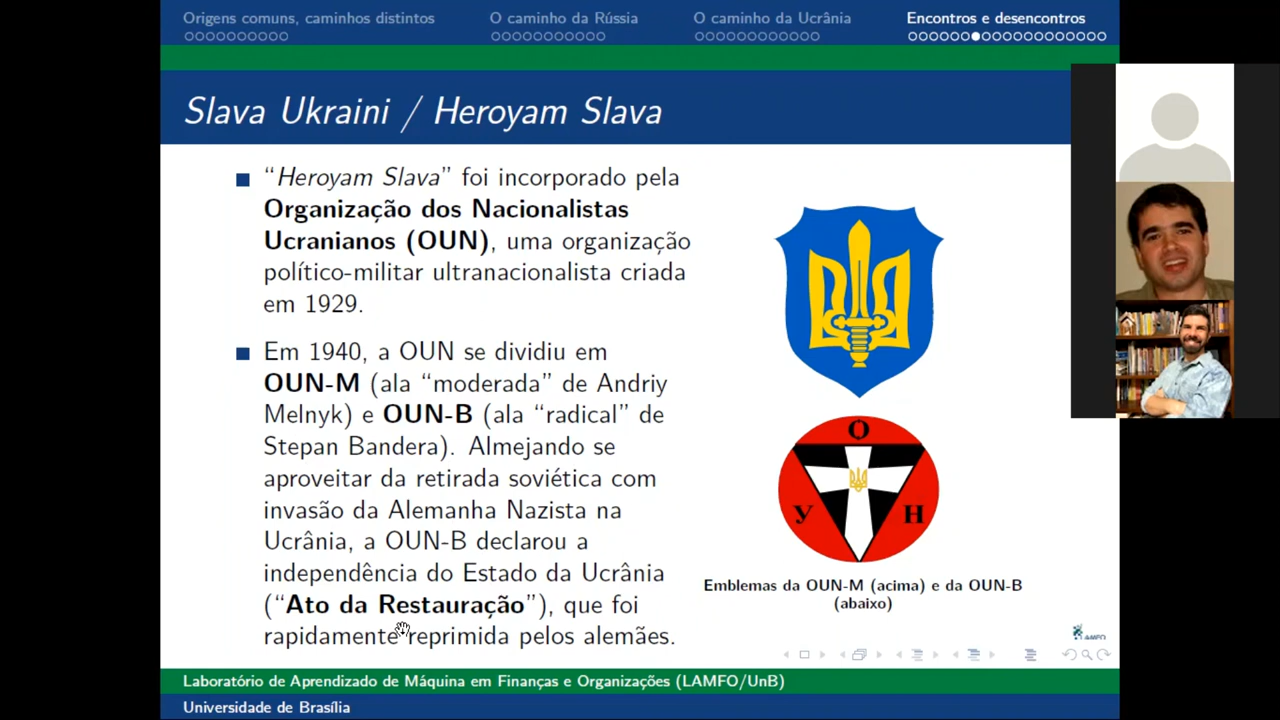 Origens comuns, caminhos distintos
O caminho da Rússia
O caminho da Ucrânia
Encontros e desencontros
Slava Ukraini / Heroyam Slava
“Heroyam Slava” foi incorporado pela
Organização dos Nacionalistas
Ucranianos (OUN), uma organização
político-militar ultranacionalista criada
em 1929.
Em 1940, a OUN se dividiu em
OUN-M (ala “moderada” de Andriy
Melnyk) e OUN-B (ala “radical” de
Stepan Bandera). Almejando se
aproveitar da retirada soviética com
invasão da Alemanha Nazista na
Ucrânia, a OUN-B declarou a
independência do Estado da Ucrânia
(“Ato da Restauração”), que foi
rapidamente reprimida pelos alemães.
О
У
Н
Emblemas da OUN-M (acima) e da OUN-B
(abaixo)
LAMFO
Laboratório de Aprendizado de Máquina em Finanças e Organizações (LAMFO/UnB)
Universidade de Brasília